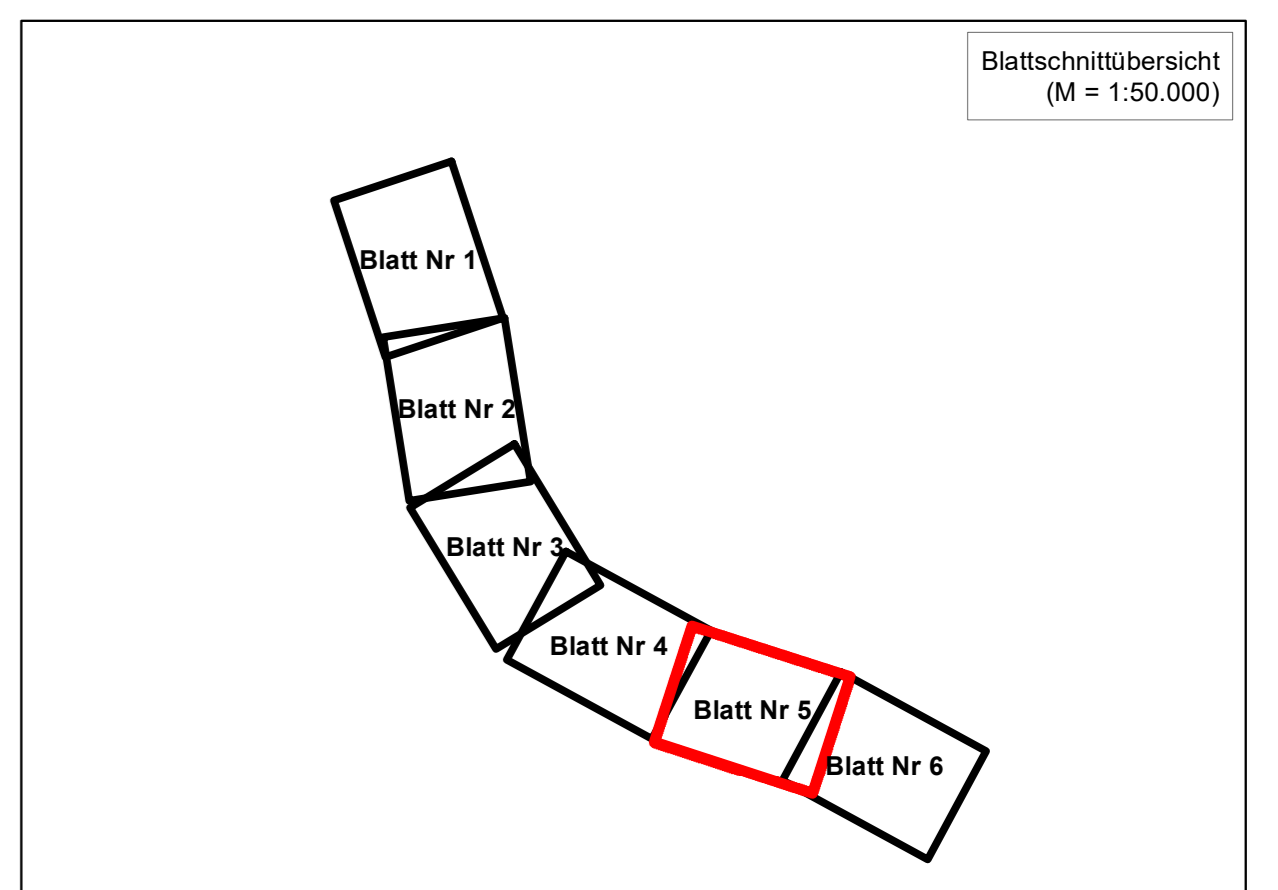 Blattschnittübersicht
(M = 1:50.000)
Blatt Nr 1
Blatt Nr 2
Blatt Nr 3
Blatt Nr 4
Blatt Nr 5
Blatt Nr 6